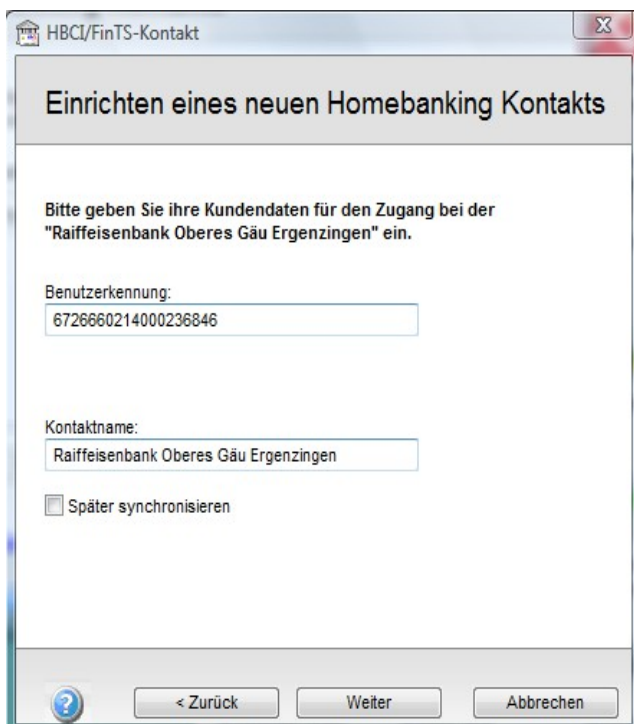 HBCI/FinTS-Kontakt
Einrichten eines neuen Homebanking Kontakts
Bitte geben Sie ihre Kundendaten für den Zugang bei der
"Raiffeisenbank Oberes Gäu Ergenzingen" ein.
Benutzerkennung:
6726660214000236846
Kontaktname:
Raiffeisenbank Oberes Gäu Ergenzingen
Später synchronisieren
< Zurück Weiter Abbrechen